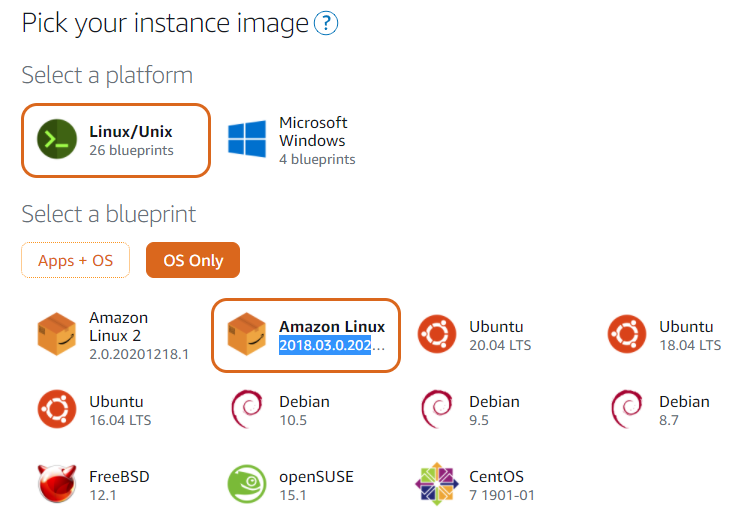 Pick your instance image ?
Select a platform
Linux/Unix
26 blueprints
Microsoft
Windows
4 blueprints
Select a blueprint
Apps + OS
OS Only
Amazon
Linux 2
2.0.20201218.1
Amazon Linux
2018.03.0.202...
Ubuntu
20.04 LTS
Ubuntu
18.04 LTS
Ubuntu
16.04 LTS
Debian
10.5
Debian
9.5
Debian
8.7
FreeBSD
12.1
openSUSE
15.1
CentOS
7 1901-01